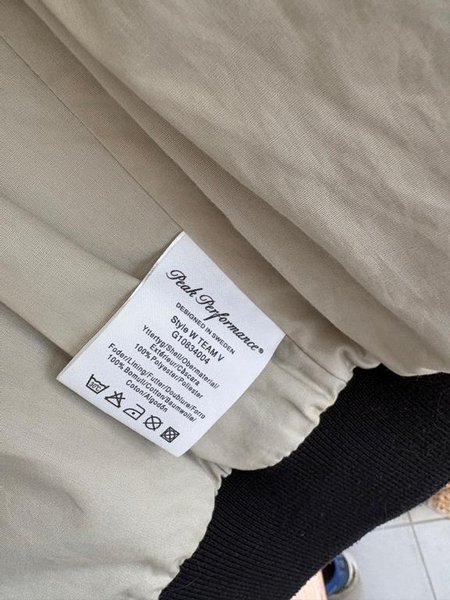 Peak Performance®
DESIGNED IN SWEDEN
Style W TEAM V
G10634004
Yttertyg/Shell/Obermaterial/
Extérieur/Cáscara
100% Polyester/Poliester
Foder/Lining/Futter/Doublure/Forro
100% Bomull/Cotton/Baumwolle/
Coton/Algodón